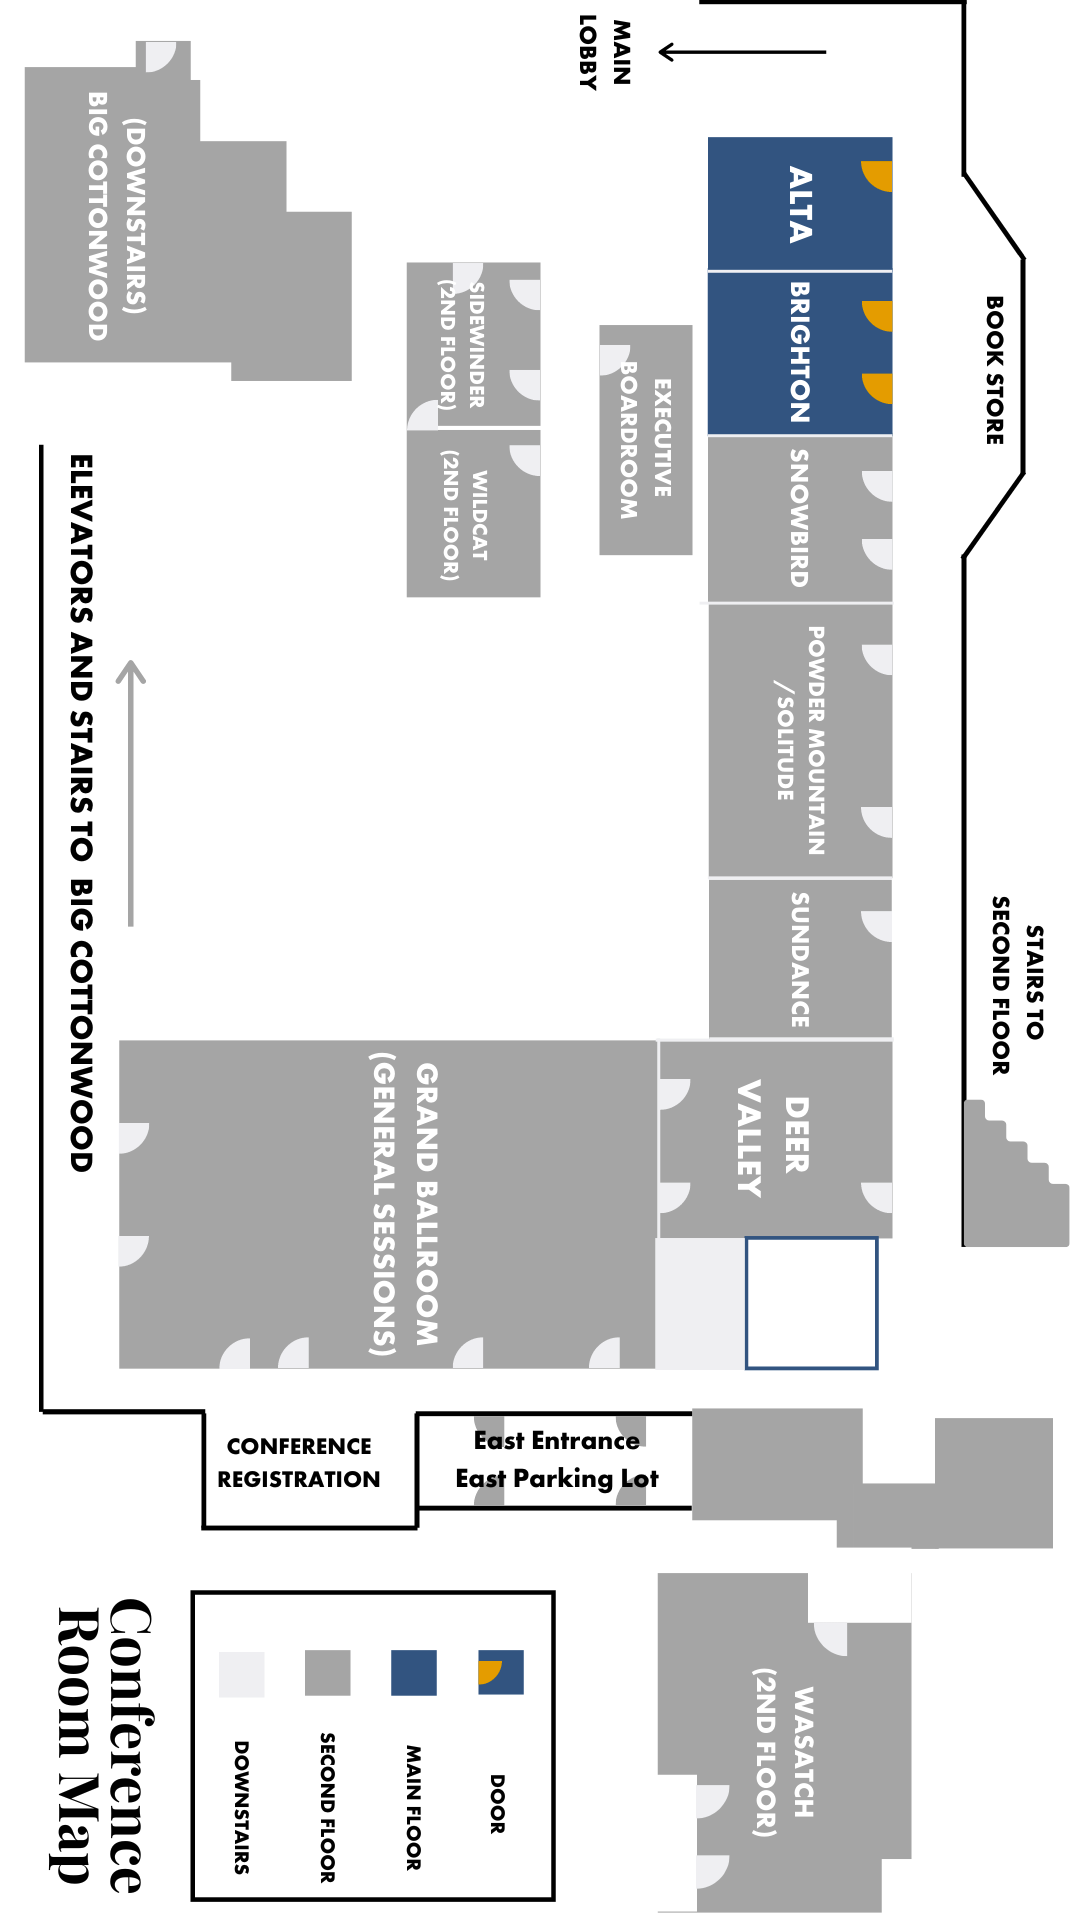 MAIN
LOBBY
BOOK STORE
STAIRS TO
SECOND FLOOR
ALTA
BRIGHTON
SNOWBIRD
POWDER MOUNTAIN
/SOLITUDE
SUNDANCE
DEER
VALLEY
EXECUTIVE
BOARDROOM
SIDEWINDER
(2ND FLOOR)
WILDCAT
(2ND FLOOR)
(DOWNSTAIRS)
BIG COTTONWOOD
GRAND BALLROOM
(GENERAL SESSIONS)
ELEVATORS AND STAIRS TO BIG COTTONWOOD
CONFERENCE
REGISTRATION
East Entrance
East Parking Lot
WASATCH
(2ND FLOOR)
DOOR
MAIN FLOOR
SECOND FLOOR
DOWNSTAIRS
Conference
Room Map